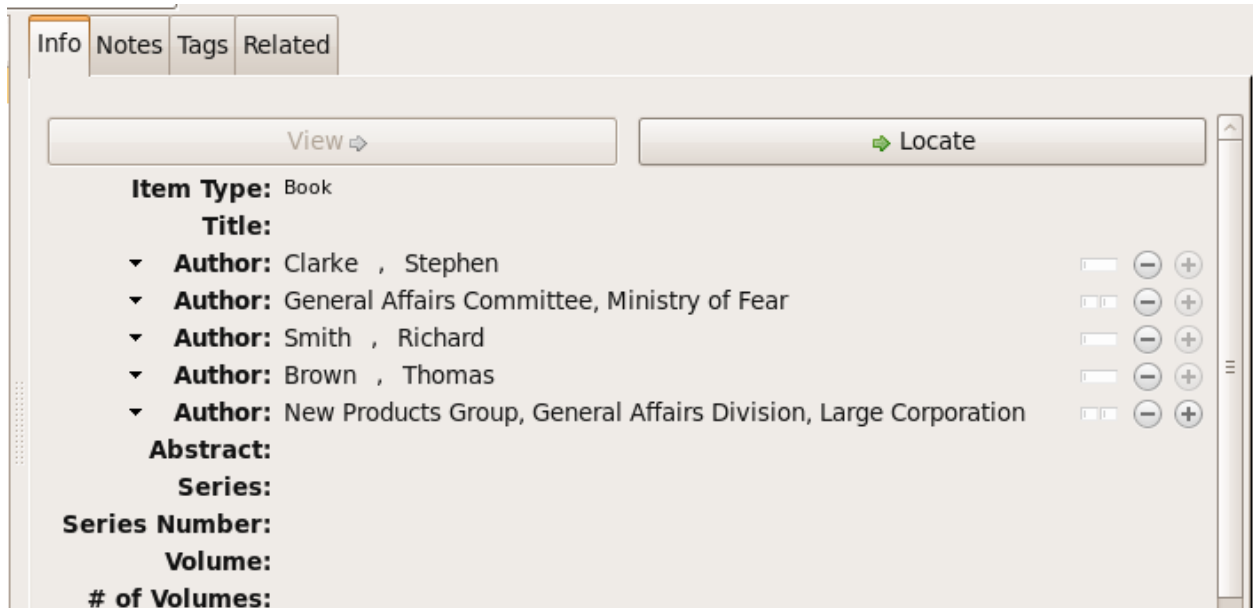 Info Notes Tags Related
View Locate
Item Type: Book
Title:
Author: Clarke , Stephen
Author: General Affairs Committee, Ministry of Fear
Author: Smith , Richard
Author: Brown , Thomas
Author: New Products Group, General Affairs Division, Large Corporation
Abstract:
Series:
Series Number:
Volume:
# of Volumes: